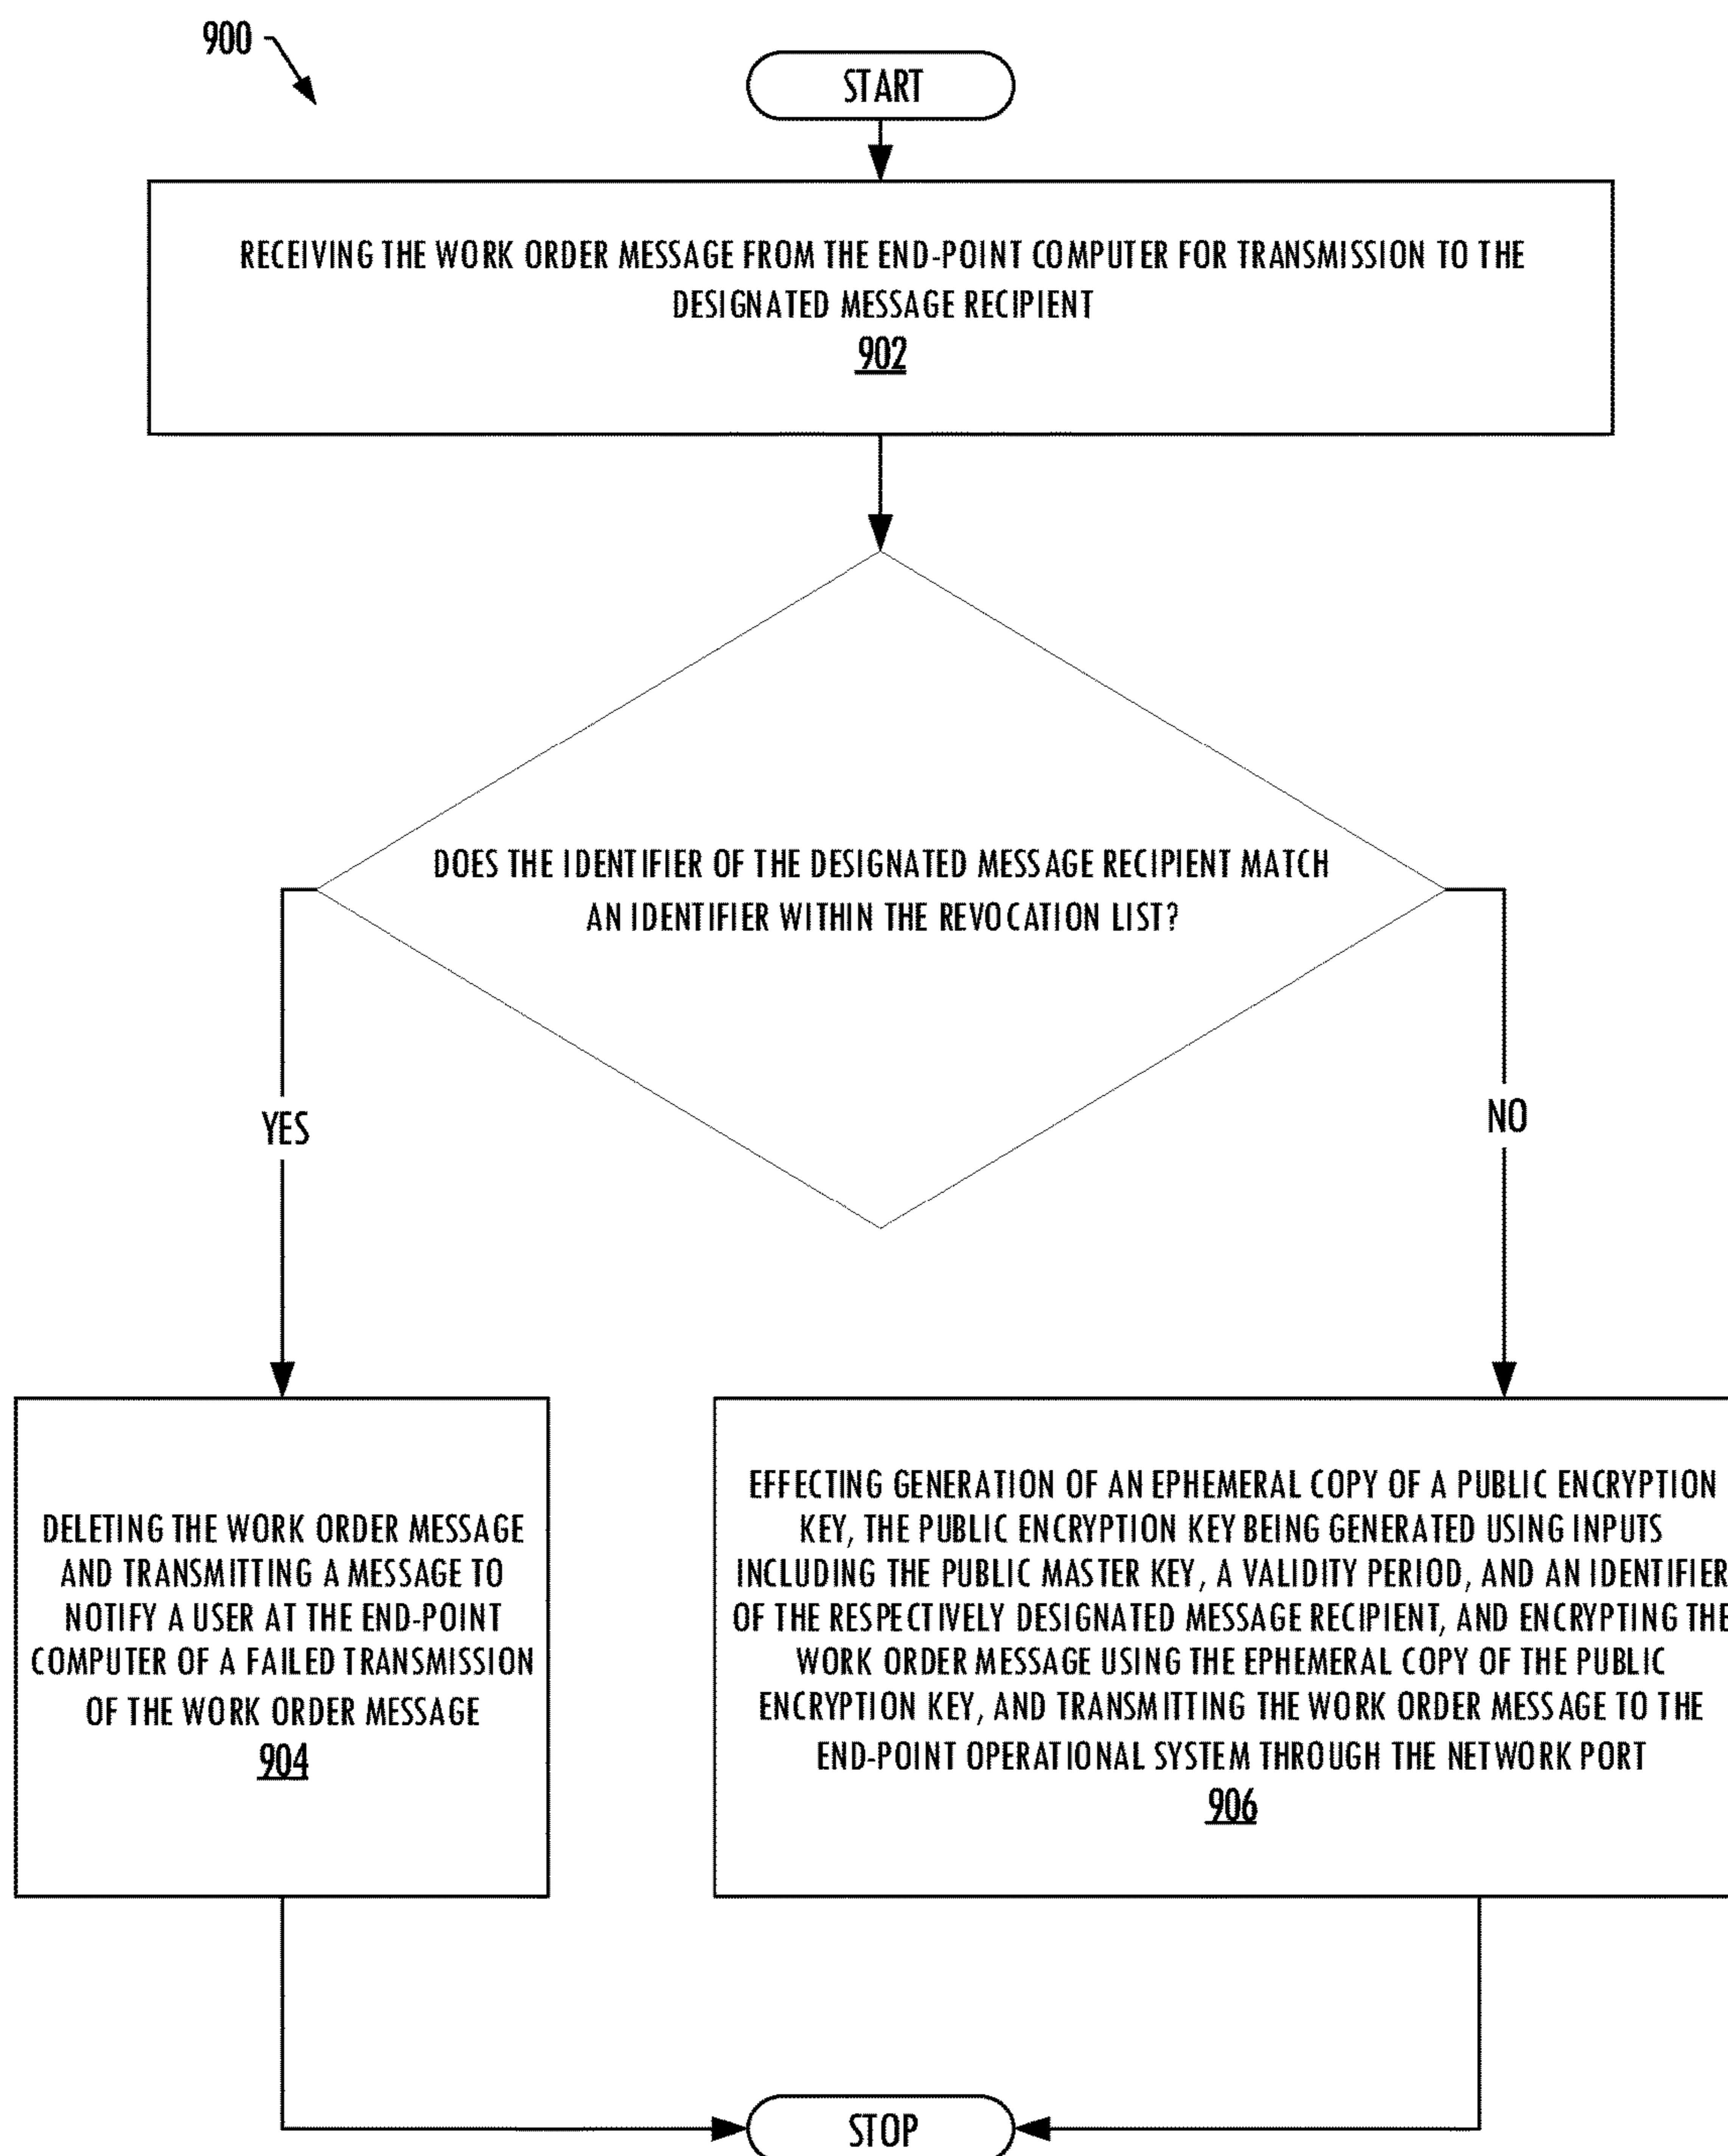 900
START
RECEIVING THE WORK ORDER MESSAGE FROM THE END-POINT COMPUTER FOR TRANSMISSION TO THE
DESIGNATED MESSAGE RECIPIENT
902
DOES THE IDENTIFIER OF THE DESIGNATED MESSAGE RECIPIENT MATCH
AN IDENTIFIER WITHIN THE REVOCATION LIST?
YES
NO
DELETING THE WORK ORDER MESSAGE
AND TRANSMITTING A MESSAGE TO
NOTIFY A USER AT THE END-POINT
COMPUTER OF A FAILED TRANSMISSION
OF THE WORK ORDER MESSAGE
904
EFFECTING GENERATION OF AN EPHEMERAL COPY OF A PUBLIC ENCRYPTION
KEY, THE PUBLIC ENCRYPTION KEY BEING GENERATED USING INPUTS
INCLUDING THE PUBLIC MASTER KEY, A VALIDITY PERIOD, AND AN IDENTIFIER
OF THE RESPECTIVELY DESIGNATED MESSAGE RECIPIENT, AND ENCRYPTING THE
WORK ORDER MESSAGE USING THE EPHEMERAL COPY OF THE PUBLIC
ENCRYPTION KEY, AND TRANSMITTING THE WORK ORDER MESSAGE TO THE
END-POINT OPERATIONAL SYSTEM THROUGH THE NETWORK PORT
906
STOP